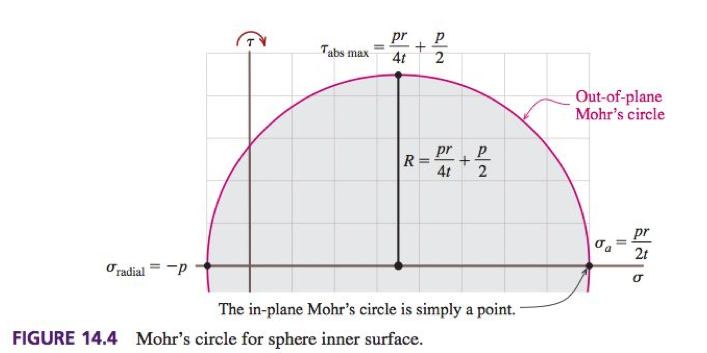 τ
τabs max = pr/4t + p/2
Out-of-plane
Mohr's circle
R = pr/4t + p/2
σa = pr/2t
σradial = −p
σ
The in-plane Mohr's circle is simply a point.
FIGURE 14.4 Mohr's circle for sphere inner surface.